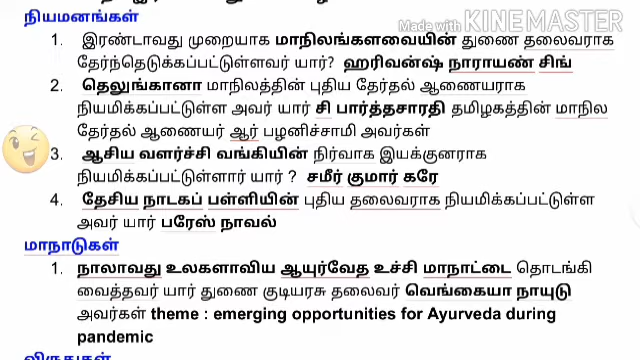 நியமனங்கள்
Made with KINEMASTER
1. இரண்டாவது முறையாக மாநிலங்களவையின் துணை தலைவராக
தேர்ந்தெடுக்கப்பட்டுள்ளவர் யார்? ஹரிவன்ஷ் நாராயண் சிங்
2. தெலுங்கானா மாநிலத்தின் புதிய தேர்தல் ஆணையராக
நியமிக்கப்பட்டுள்ள அவர் யார் சி பார்த்தசாரதி தமிழகத்தின் மாநில
தேர்தல் ஆணையர் ஆர் பழனிச்சாமி அவர்கள்
3. ஆசிய வளர்ச்சி வங்கியின் நிர்வாக இயக்குனராக
நியமிக்கப்பட்டுள்ளார் யார் ? சமீர் குமார் கரே
4. தேசிய நாடகப் பள்ளியின் புதிய தலைவராக நியமிக்கப்பட்டுள்ள
அவர் யார் பரேஸ் நாவல்
மாநாடுகள்
1. நாலாவது உலகளாவிய ஆயுர்வேத உச்சி மாநாட்டை தொடங்கி
வைத்தவர் யார் துணை குடியரசு தலைவர் வெங்கையா நாயுடு
அவர்கள் theme : emerging opportunities for Ayurveda during
pandemic